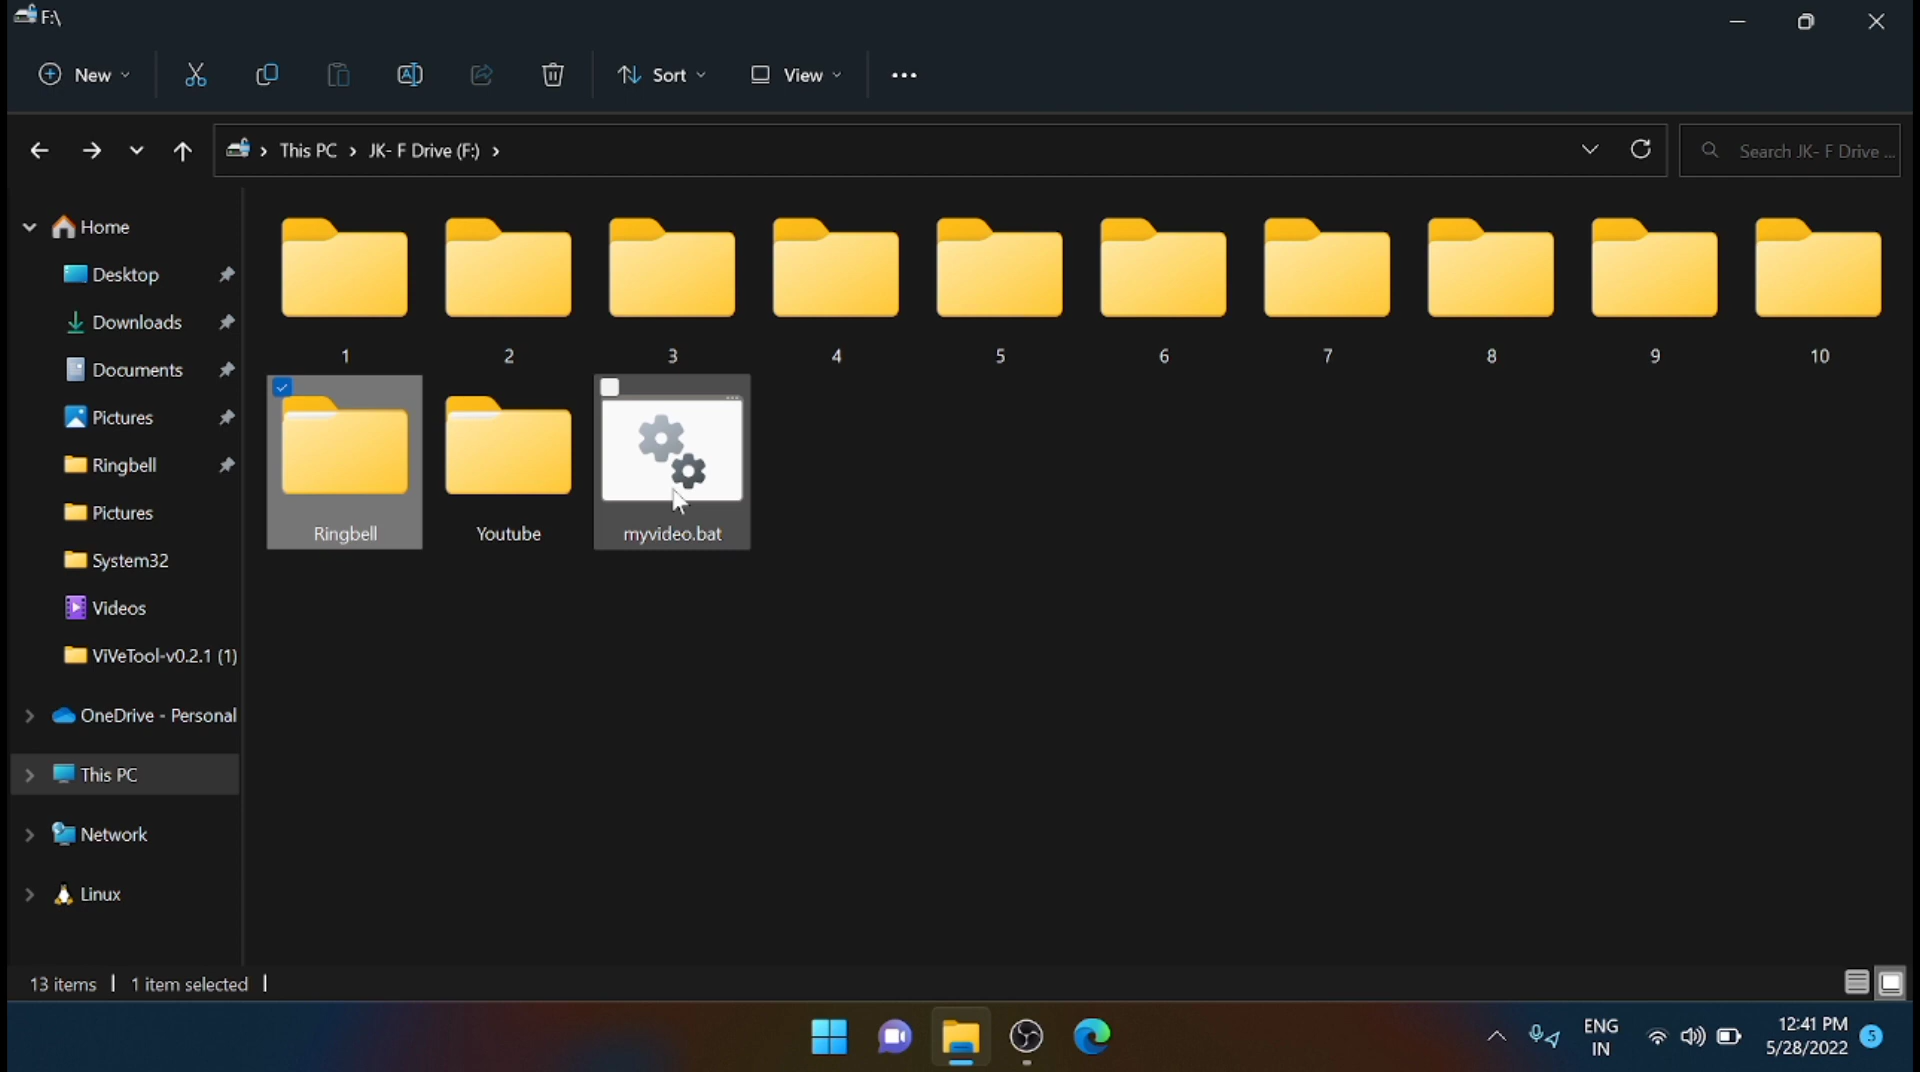 F:\
New
Sort
View
This PC > JK- F Drive (F:) >
Search JK- F Drive ...
Home
Desktop
Downloads
Documents
Pictures
Ringbell
Pictures
System32
Videos
ViVeTool-v0.2.1 (1)
OneDrive - Personal
This PC
Network
Linux
1 2 3 4 5 6 7 8 9 10
Ringbell Youtube myvideo.bat
13 items | 1 item selected |
ENG
IN
12:41 PM
5/28/2022
5